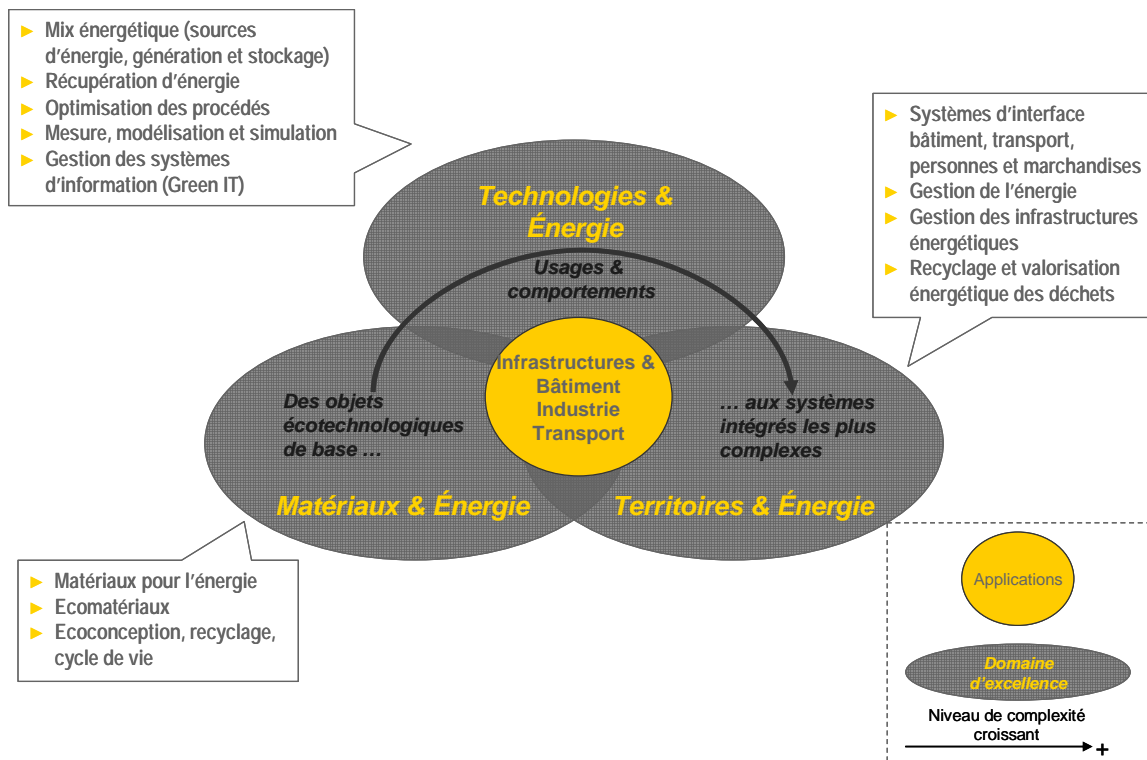 ► Mix énergétique (sources
d'énergie, génération et stockage)
► Récupération d'énergie
► Optimisation des procédés
► Mesure, modélisation et simulation
► Gestion des systèmes
d'information (Green IT)
► Systèmes d'interface
bâtiment, transport,
personnes et marchandises
► Gestion de l'énergie
► Gestion des infrastructures
énergétiques
► Recyclage et valorisation
énergétique des déchets
Technologies &
Énergie
Usages &
comportements
Infrastructures &
Bâtiment
Industrie
Transport
Des objets
écotechnologiques
de base ...
... aux systèmes
intégrés les plus
complexes
Matériaux & Énergie
Territoires & Énergie
► Matériaux pour l'énergie
► Ecomatériaux
► Ecoconception, recyclage,
cycle de vie
Applications
Domaine
d'excellence
Niveau de complexité
croissant
+